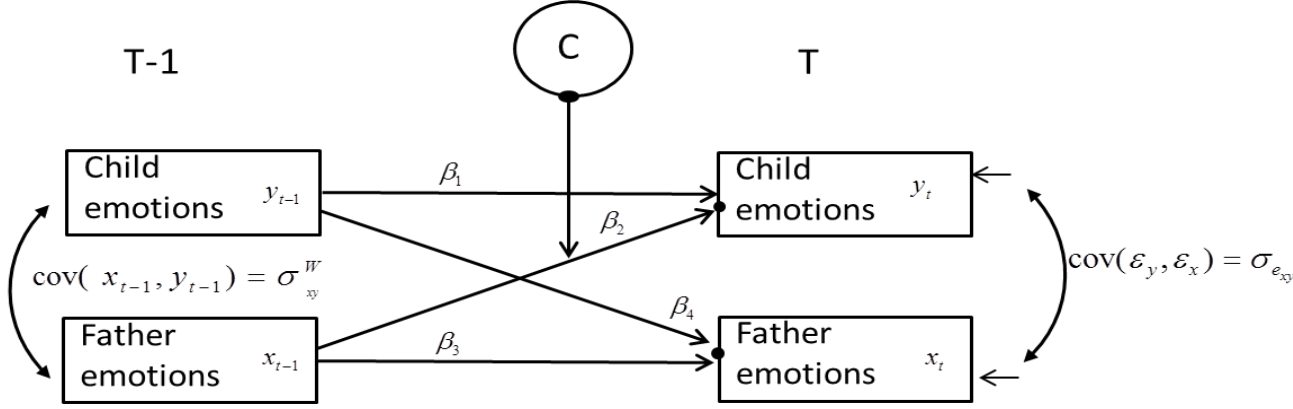 C
T-1
T
Child
emotions y_{t-1}
β_1
Child
emotions y_t
β_2
cov( x_{t-1}, y_{t-1}) = σ^W_{xy}
cov(ε_y, ε_x) = σ_{e_{xy}}
β_4
Father
emotions x_{t-1}
β_3
Father
emotions x_t